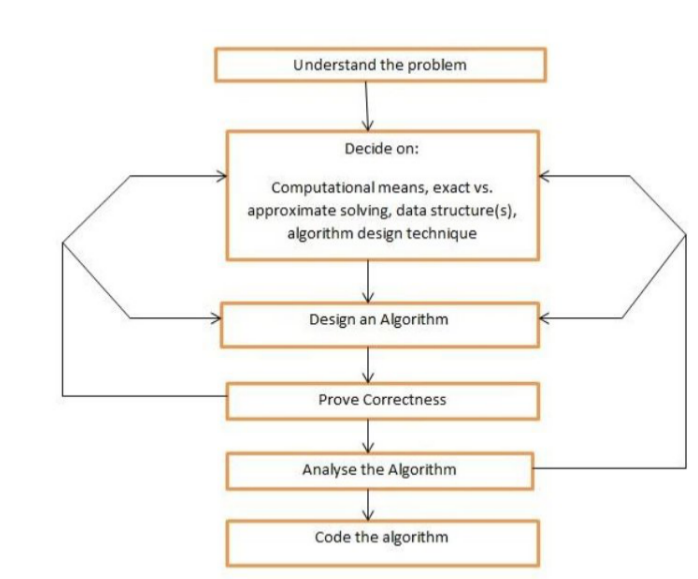 Understand the problem
Decide on:
Computational means, exact vs.
approximate solving, data structure(s),
algorithm design technique
Design an Algorithm
Prove Correctness
Analyse the Algorithm
Code the algorithm